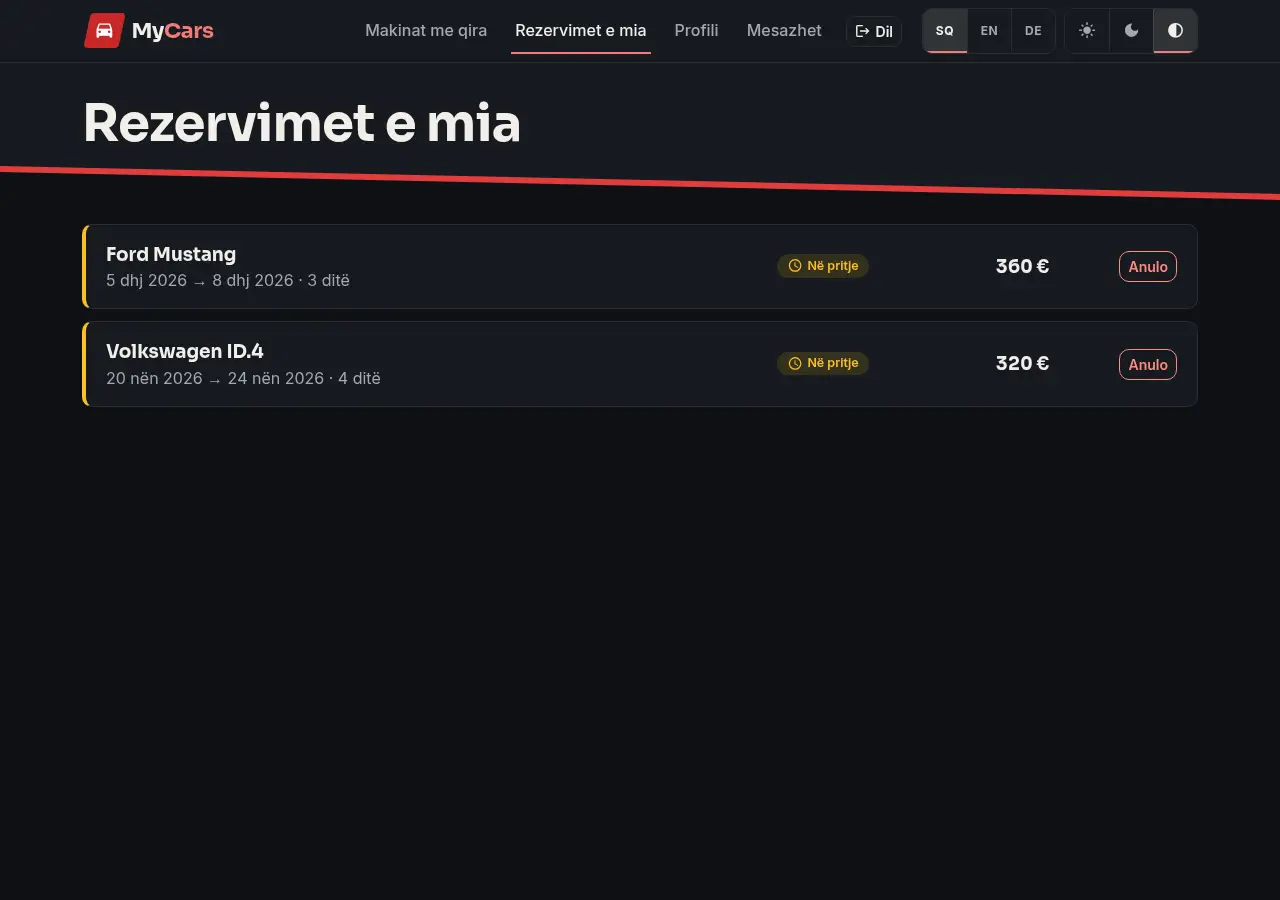 MyCars
Makinat me qira
Rezervimet e mia
Profili
Mesazhet
Dil
SQ
EN
DE
Rezervimet e mia
Ford Mustang
5 dhj 2026 → 8 dhj 2026 · 3 ditë
Në pritje
360 €
Anulo
Volkswagen ID.4
20 nën 2026 → 24 nën 2026 · 4 ditë
Në pritje
320 €
Anulo